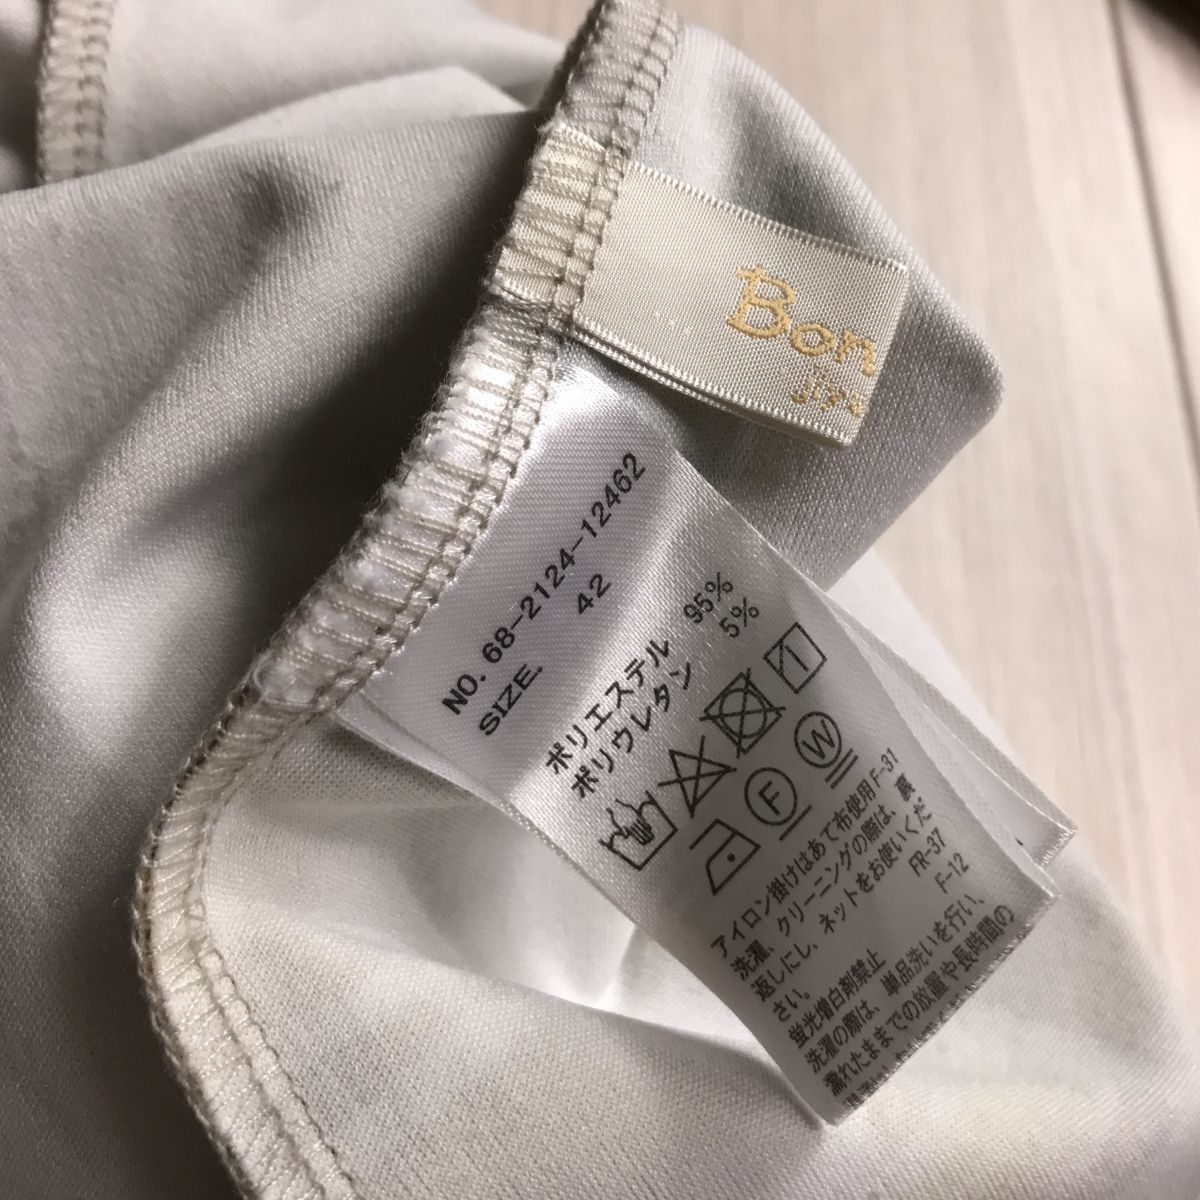 Bon
NO. 68-2124-12462
SIZE. 42
ポリエステル 95%
ポリウレタン 5%
F
W
アイロン掛けはあて布使用 F-31
洗濯、クリーニングの際は、裏
返しにし、ネットをお使いくだ
さい。 FR-37
蛍光増白剤禁止 F-12
洗濯の際は、単品洗いを行い、
濡れたままでの放置や長時間の